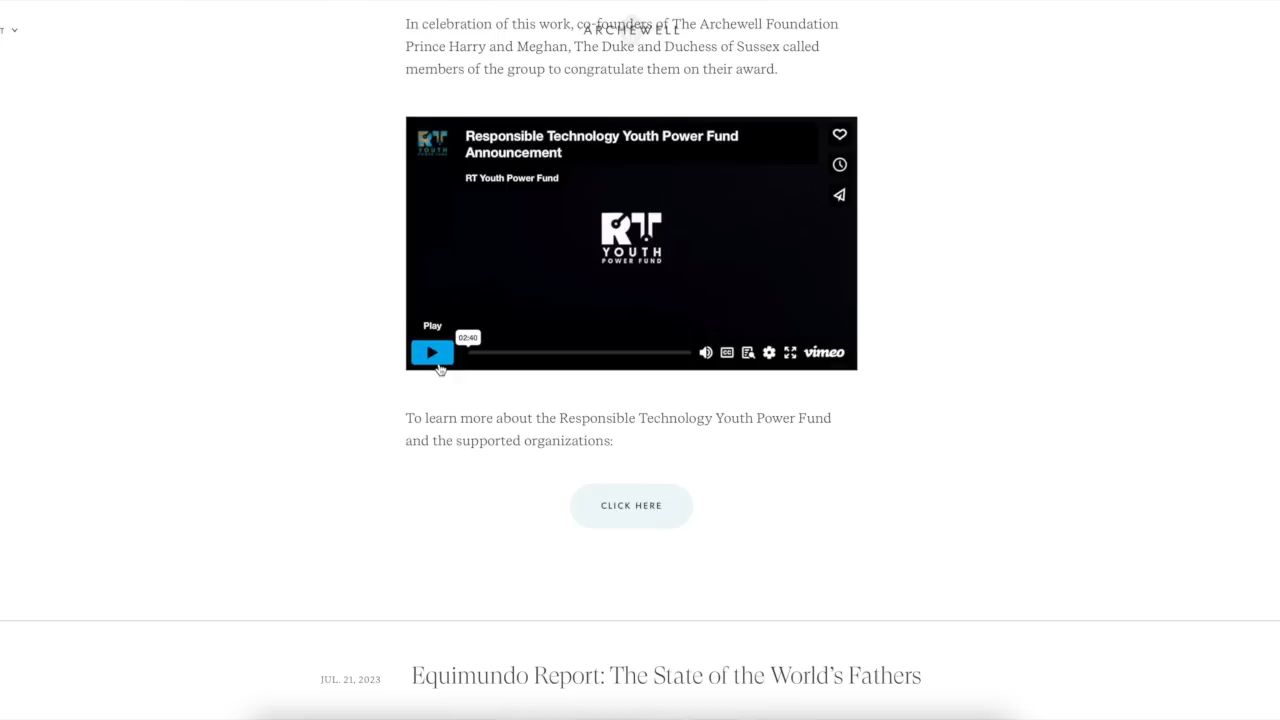 T
ARCHEWELL
In celebration of this work, co-founders of The Archewell Foundation
Prince Harry and Meghan, The Duke and Duchess of Sussex called
members of the group to congratulate them on their award.
RT
YOUTH
Responsible Technology Youth Power Fund
Announcement
RT Youth Power Fund
RT
YOUTH
POWER FUND
Play
02:40
CC
vimeo
To learn more about the Responsible Technology Youth Power Fund
and the supported organizations:
CLICK HERE
JUL. 21, 2023
Equimundo Report: The State of the World’s Fathers